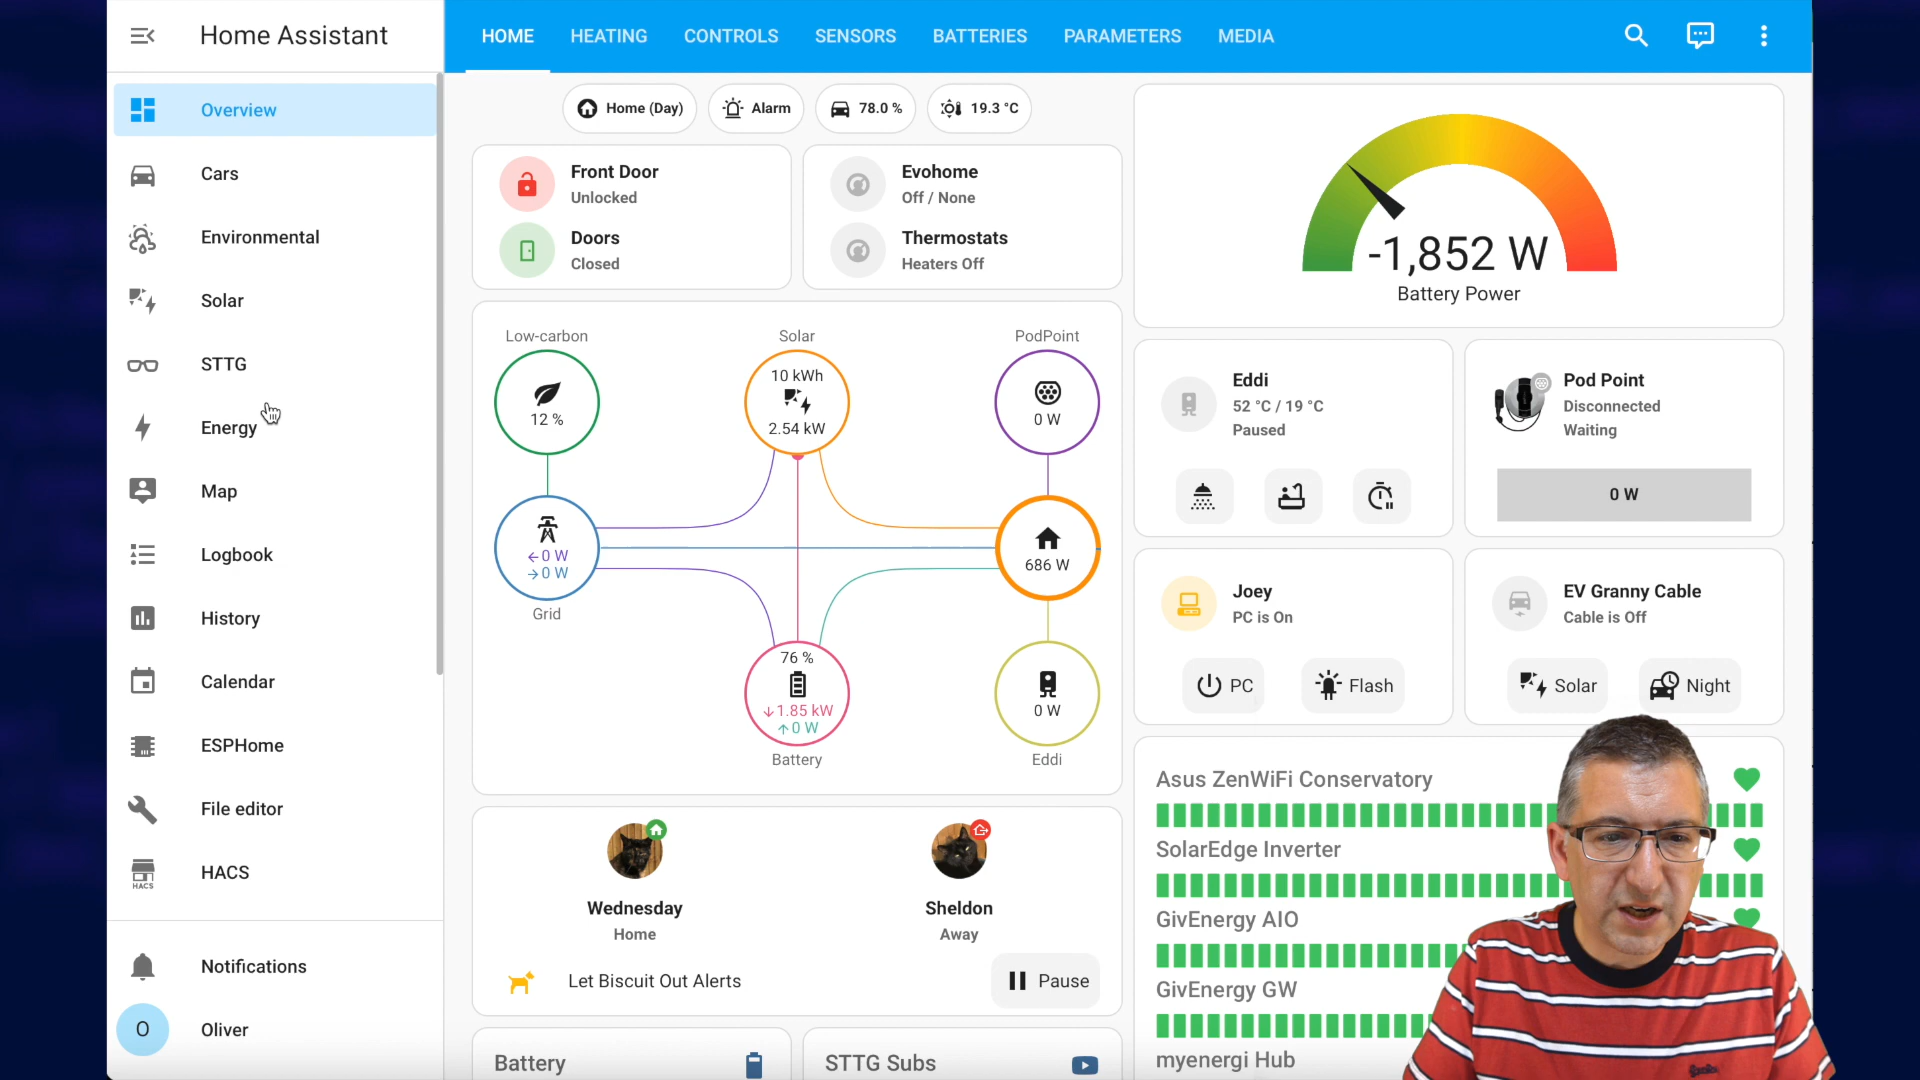 Home Assistant
HOME
HEATING
CONTROLS
SENSORS
BATTERIES
PARAMETERS
MEDIA
Overview
Cars
Environmental
Solar
STTG
Energy
Map
Logbook
History
Calendar
ESPHome
File editor
HACS
HACS
Notifications
O
Oliver
Home (Day)
Alarm
78.0 %
19.3 °C
Front Door
Unlocked
Doors
Closed
Evohome
Off / None
Thermostats
Heaters Off
Low-carbon
12 %
Solar
10 kWh
2.54 kW
PodPoint
0 W
←0 W
→0 W
Grid
686 W
76 %
↓1.85 kW
↑0 W
Battery
0 W
Eddi
Wednesday
Home
Sheldon
Away
Let Biscuit Out Alerts
Pause
Battery
STTG Subs
-1,852 W
Battery Power
Eddi
52 °C / 19 °C
Paused
Pod Point
Disconnected
Waiting
0 W
Joey
PC is On
PC
Flash
EV Granny Cable
Cable is Off
Solar
Night
Asus ZenWiFi Conservatory
SolarEdge Inverter
GivEnergy AIO
GivEnergy GW
myenergi Hub